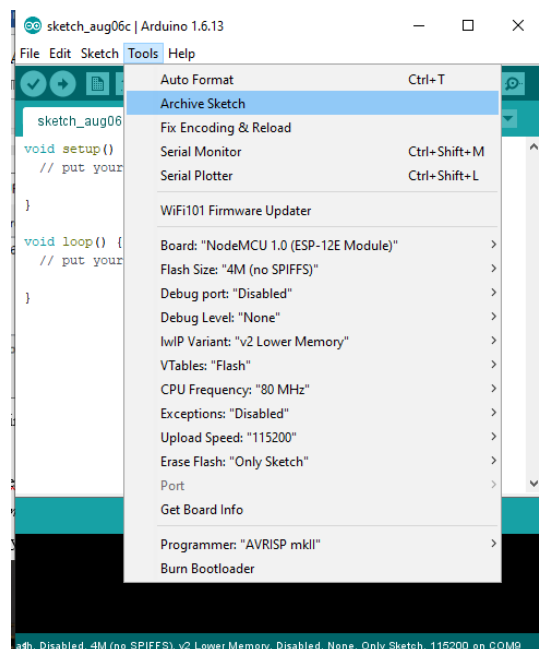 sketch_aug06c | Arduino 1.6.13
File Edit Sketch Tools Help
sketch_aug06
void setup()
// put your
}
void loop() {
// put your
}
Auto Format Ctrl+T
Archive Sketch
Fix Encoding & Reload
Serial Monitor Ctrl+Shift+M
Serial Plotter Ctrl+Shift+L
WiFi101 Firmware Updater
Board: "NodeMCU 1.0 (ESP-12E Module)"
Flash Size: "4M (no SPIFFS)"
Debug port: "Disabled"
Debug Level: "None"
lwIP Variant: "v2 Lower Memory"
VTables: "Flash"
CPU Frequency: "80 MHz"
Exceptions: "Disabled"
Upload Speed: "115200"
Erase Flash: "Only Sketch"
Port
Get Board Info
Programmer: "AVRISP mkII"
Burn Bootloader
ash, Disabled, 4M (no SPIFFS), v2 Lower Memory, Disabled, None, Only Sketch, 115200 on COM9